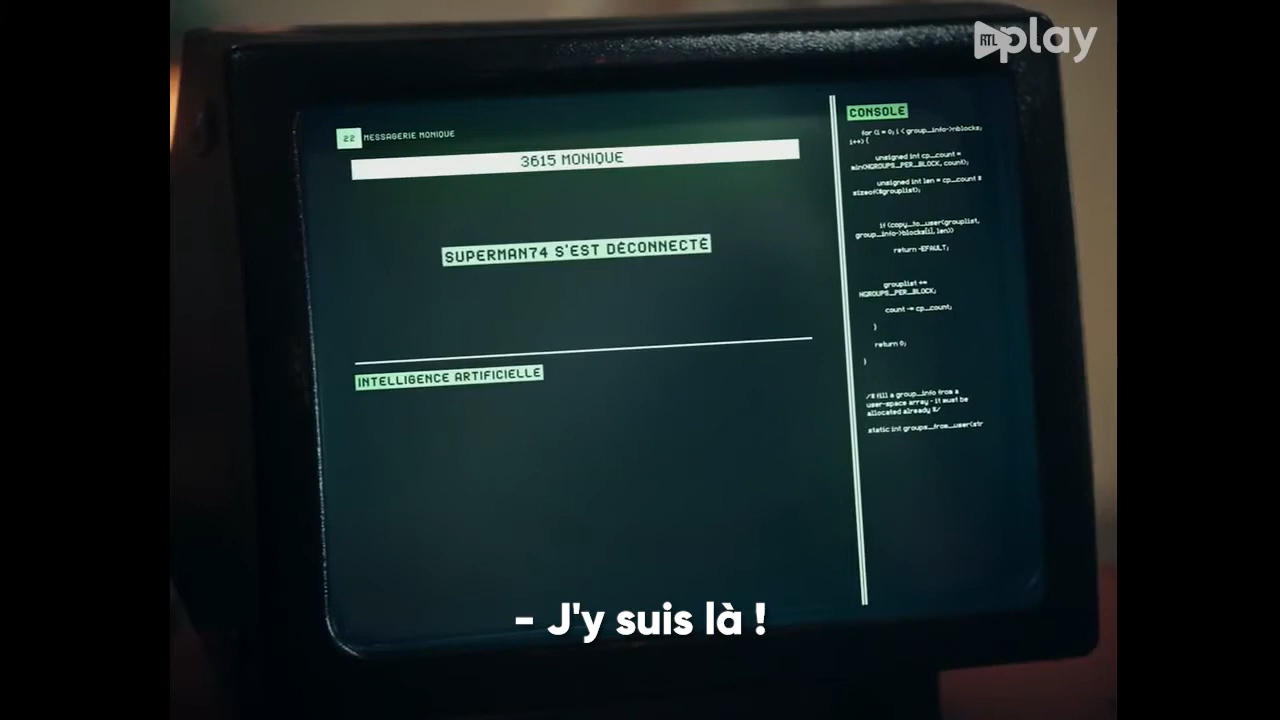 RTL play
22 MESSAGERIE MONIQUE
3615 MONIQUE
SUPERMAN74 S'EST DÉCONNECTÉ
INTELLIGENCE ARTIFICIELLE
CONSOLE
for (i = 0; i < group_info->nblocks;
i++) {
unsigned int cp_count =
min(NGROUPS_PER_BLOCK, count);
unsigned int len = cp_count *
sizeof(*grouplist);
if (copy_to_user(grouplist,
group_info->blocks[i], len))
return -EFAULT;
grouplist +=
NGROUPS_PER_BLOCK;
count -= cp_count;
}
return 0;
}
/* fill a group_info from a
user-space array - it must be
allocated already */
static int groups_from_user(str
- J'y suis là !